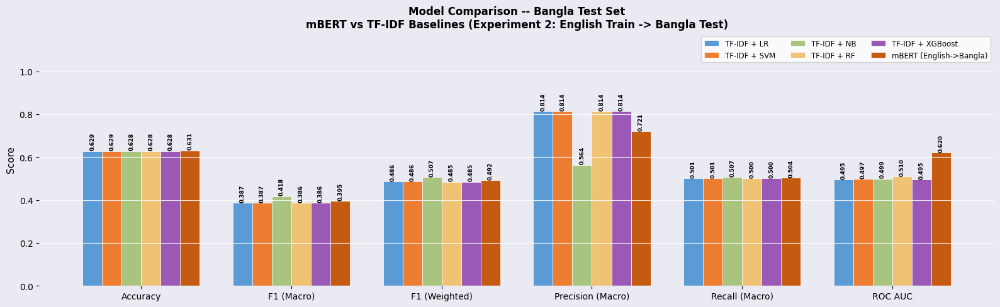 Model Comparison -- Bangla Test Set
mBERT vs TF-IDF Baselines (Experiment 2: English Train -> Bangla Test)
TF-IDF + LR
TF-IDF + SVM
TF-IDF + NB
TF-IDF + RF
TF-IDF + XGBoost
mBERT (English->Bangla)
Score
1.0
0.8
0.6
0.4
0.2
0.0
0.629 0.629 0.628 0.628 0.628 0.631
0.387 0.387 0.418 0.386 0.386 0.395
0.486 0.486 0.507 0.485 0.485 0.492
0.814 0.814 0.564 0.814 0.814 0.721
0.501 0.501 0.507 0.500 0.500 0.504
0.495 0.497 0.499 0.510 0.495 0.620
Accuracy
F1 (Macro)
F1 (Weighted)
Precision (Macro)
Recall (Macro)
ROC AUC